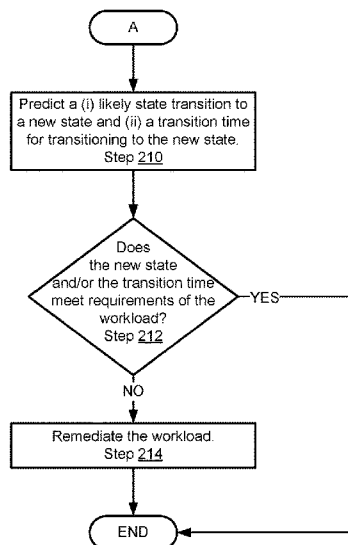 A
Predict a (i) likely state transition to
a new state and (ii) a transition time
for transitioning to the new state.
Step 210
Does
the new state
and/or the transition time
meet requirements of the
workload?
Step 212
YES
NO
Remediate the workload.
Step 214
END